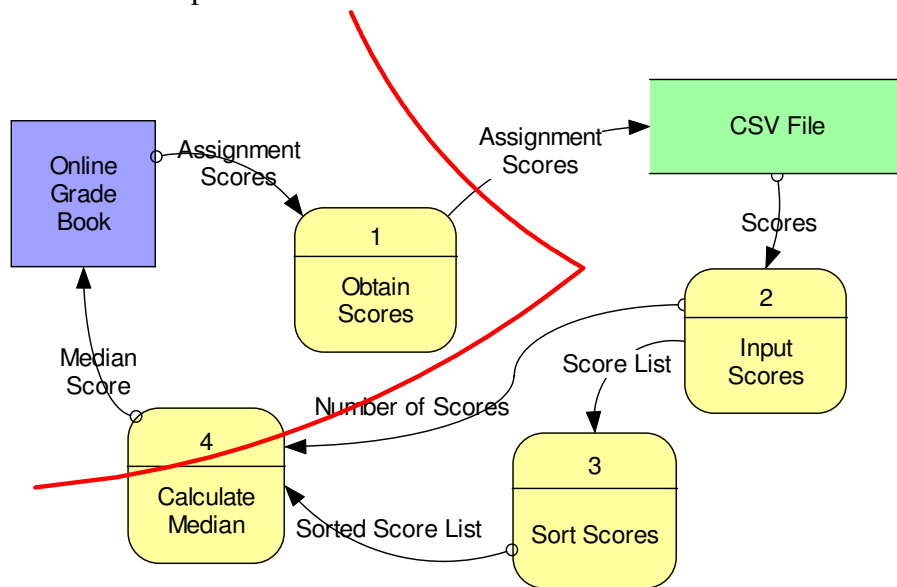 Online
Grade
Book
Assignment
Scores
1
Obtain
Scores
Assignment
Scores
CSV File
Scores
2
Input
Scores
Score List
Number of Scores
3
Sort Scores
Sorted Score List
4
Calculate
Median
Median
Score